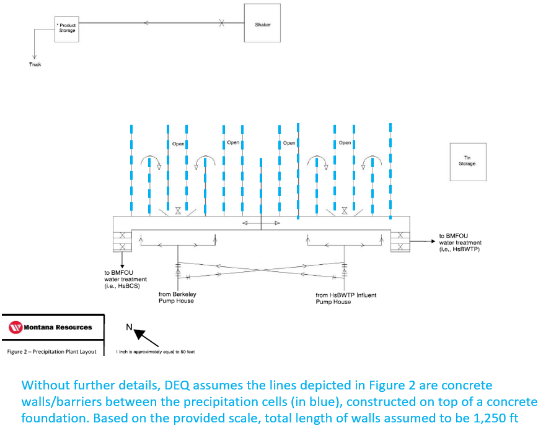 * Product
Storage
Shaker
Truck
Open
Open
Open
Open
Tin
Storage
to BMFOU
water treatment
(i.e., HsBWTP)
to BMFOU
water treatment
(i.e., HsBCS)
from Berkeley
Pump House
from HsBWTP Influent
Pump House
Montana Resources
N
Figure 2 – Precipitation Plant Layout
1 inch is approximately equal to 60 feet
Without further details, DEQ assumes the lines depicted in Figure 2 are concrete
walls/barriers between the precipitation cells (in blue), constructed on top of a concrete
foundation. Based on the provided scale, total length of walls assumed to be 1,250 ft